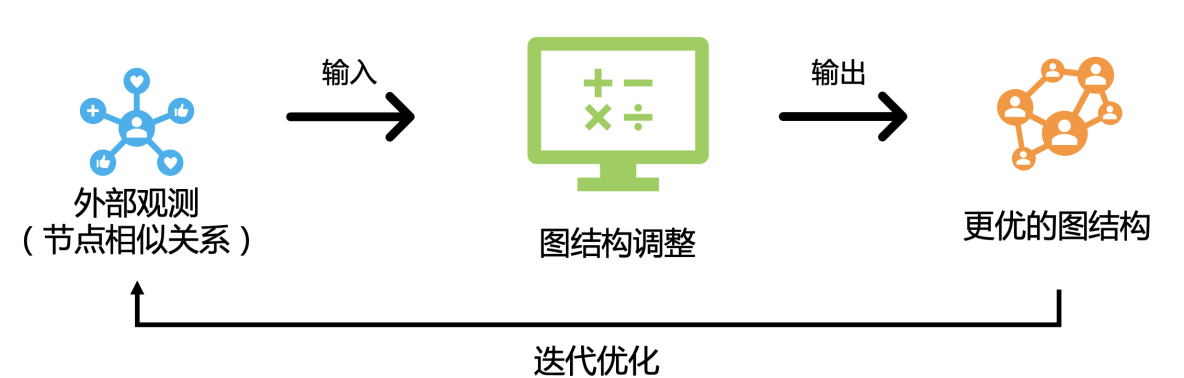 输入
输出
外部观测
（节点相似关系）
图结构调整
更优的图结构
迭代优化